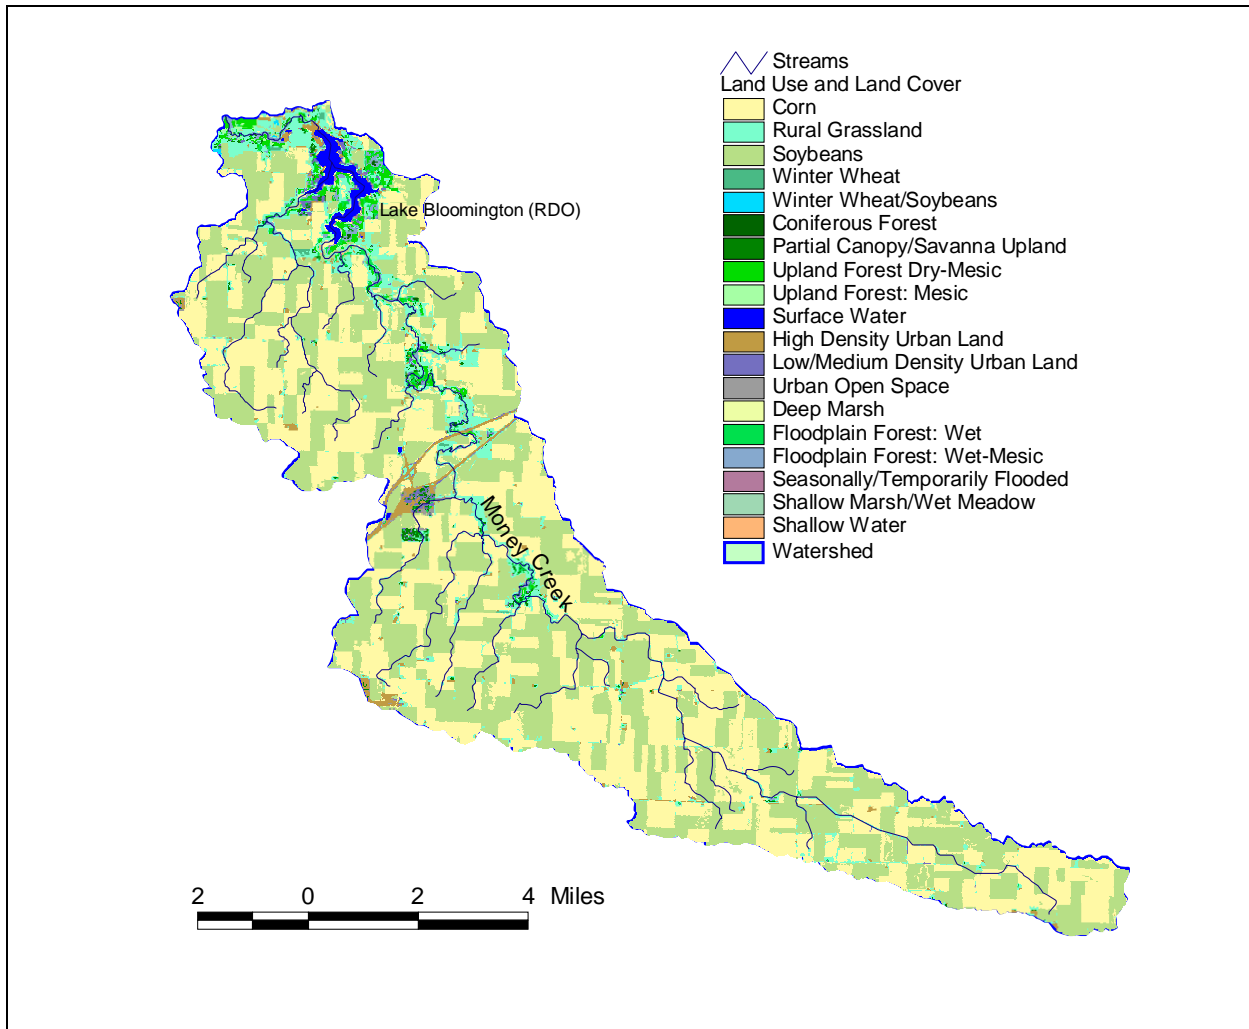 Streams
Land Use and Land Cover
Corn
Rural Grassland
Soybeans
Winter Wheat
Winter Wheat/Soybeans
Coniferous Forest
Partial Canopy/Savanna Upland
Upland Forest Dry-Mesic
Upland Forest: Mesic
Surface Water
High Density Urban Land
Low/Medium Density Urban Land
Urban Open Space
Deep Marsh
Floodplain Forest: Wet
Floodplain Forest: Wet-Mesic
Seasonally/Temporarily Flooded
Shallow Marsh/Wet Meadow
Shallow Water
Watershed
Lake Bloomington (RDO)
Money Creek
2 0 2 4 Miles